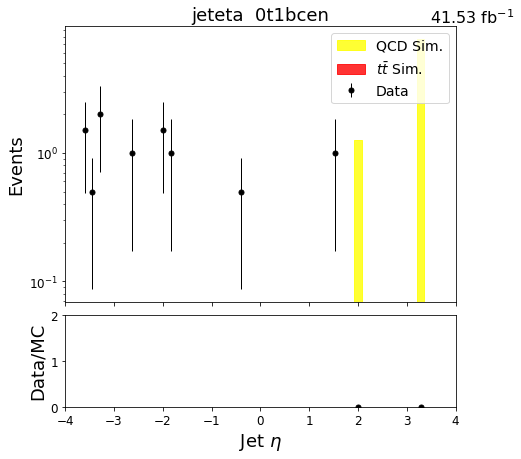 jeteta 0t1bcen
41.53 fb⁻¹
QCD Sim.
tt̄ Sim.
Data
Events
10⁰
10⁻¹
Data/MC
2
1
0
−4 −3 −2 −1 0 1 2 3 4
Jet η